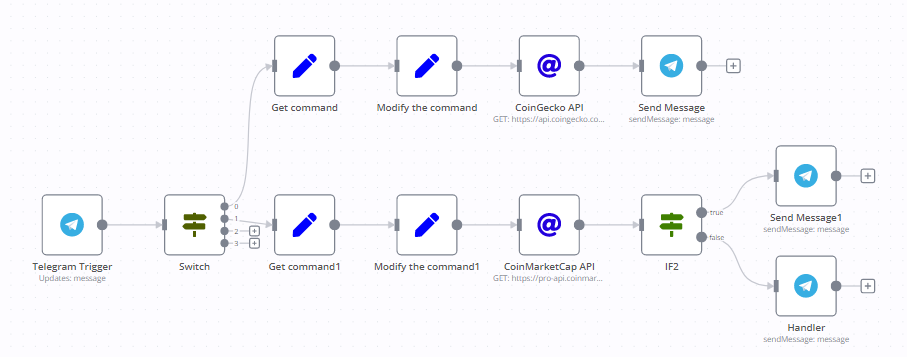 Get command
Modify the command
CoinGecko API
GET: https://api.coingecko.co...
Send Message
sendMessage: message
Telegram Trigger
Updates: message
Switch
0
1
2
3
Get command1
Modify the command1
CoinMarketCap API
GET: https://pro-api.coinmar...
IF2
true
false
Send Message1
sendMessage: message
Handler
sendMessage: message